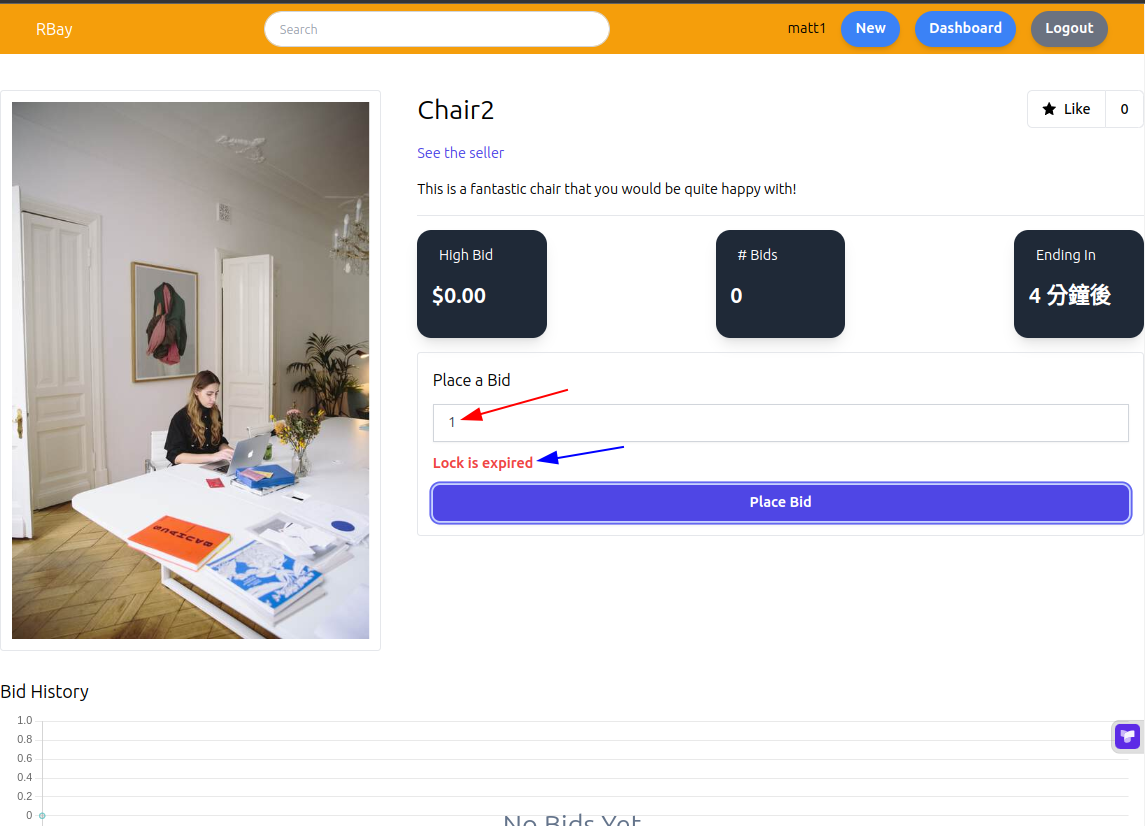 RBay
Search
matt1
New
Dashboard
Logout
Chair2
Like
0
See the seller
This is a fantastic chair that you would be quite happy with!
High Bid
$0.00
# Bids
0
Ending In
4 分鐘後
Place a Bid
1
Lock is expired
Place Bid
BAUHAUS
Bid History
1.0
0.8
0.6
0.4
0.2
0
No Bids Yet